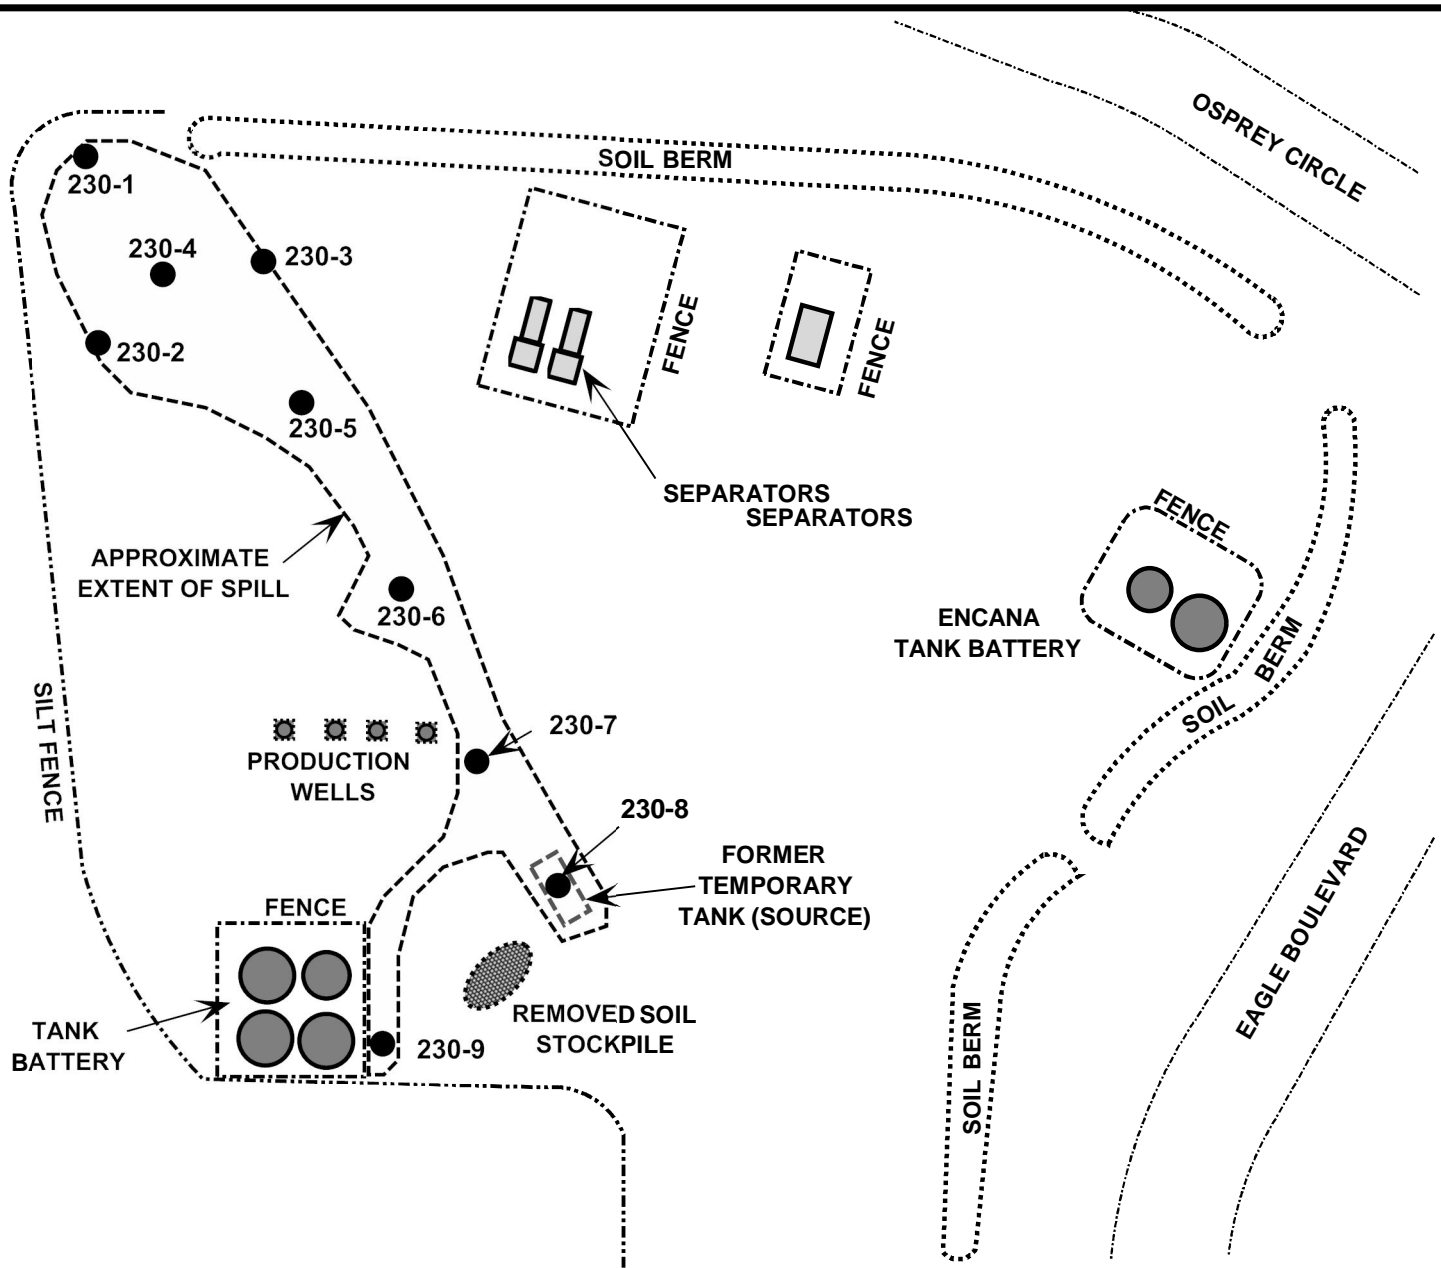 OSPREY CIRCLE
SOIL BERM
230-1
230-4
230-3
230-2
FENCE
FENCE
230-5
SEPARATORS
SEPARATORS
FENCE
APPROXIMATE
EXTENT OF SPILL
230-6
ENCANA
TANK BATTERY
SOIL BERM
SILT FENCE
230-7
PRODUCTION
WELLS
230-8
FORMER
TEMPORARY
TANK (SOURCE)
EAGLE BOULEVARD
FENCE
REMOVED SOIL
STOCKPILE
TANK
BATTERY
230-9
SOIL BERM